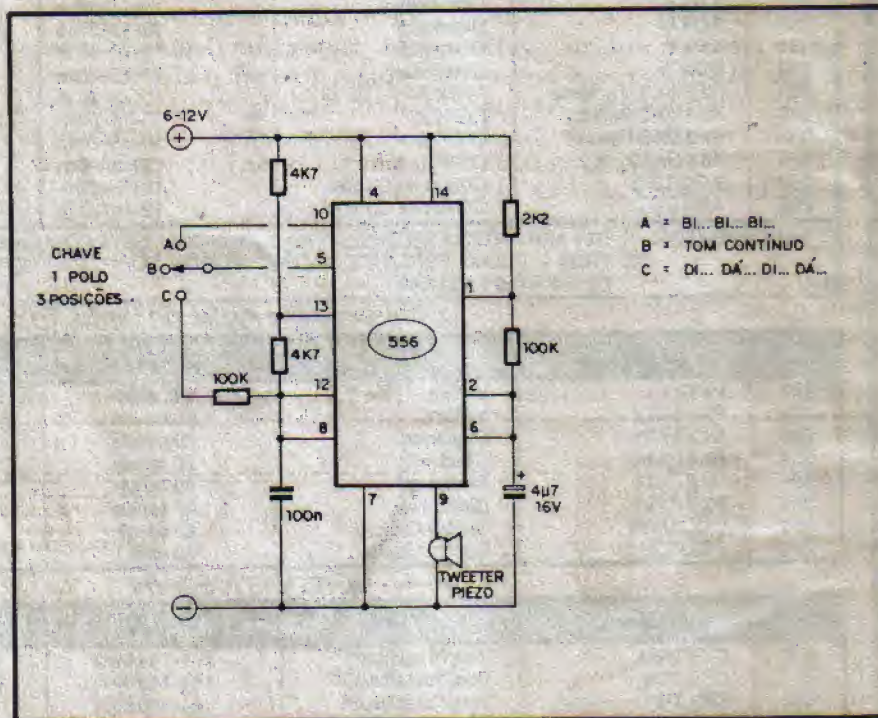 6-12V
+
4K7
4
14
10
2K2
A = BI... BI... BI...
A
CHAVE
B
5
B = TOM CONTÍNUO
1 POLO
C
C = DI... DÁ... DI... DÁ...
3 POSIÇÕES
13
1
556
4K7
100K
100K
12
2
8
6
+
4µ7
16V
100n
7
9
TWEETER
PIEZO
−